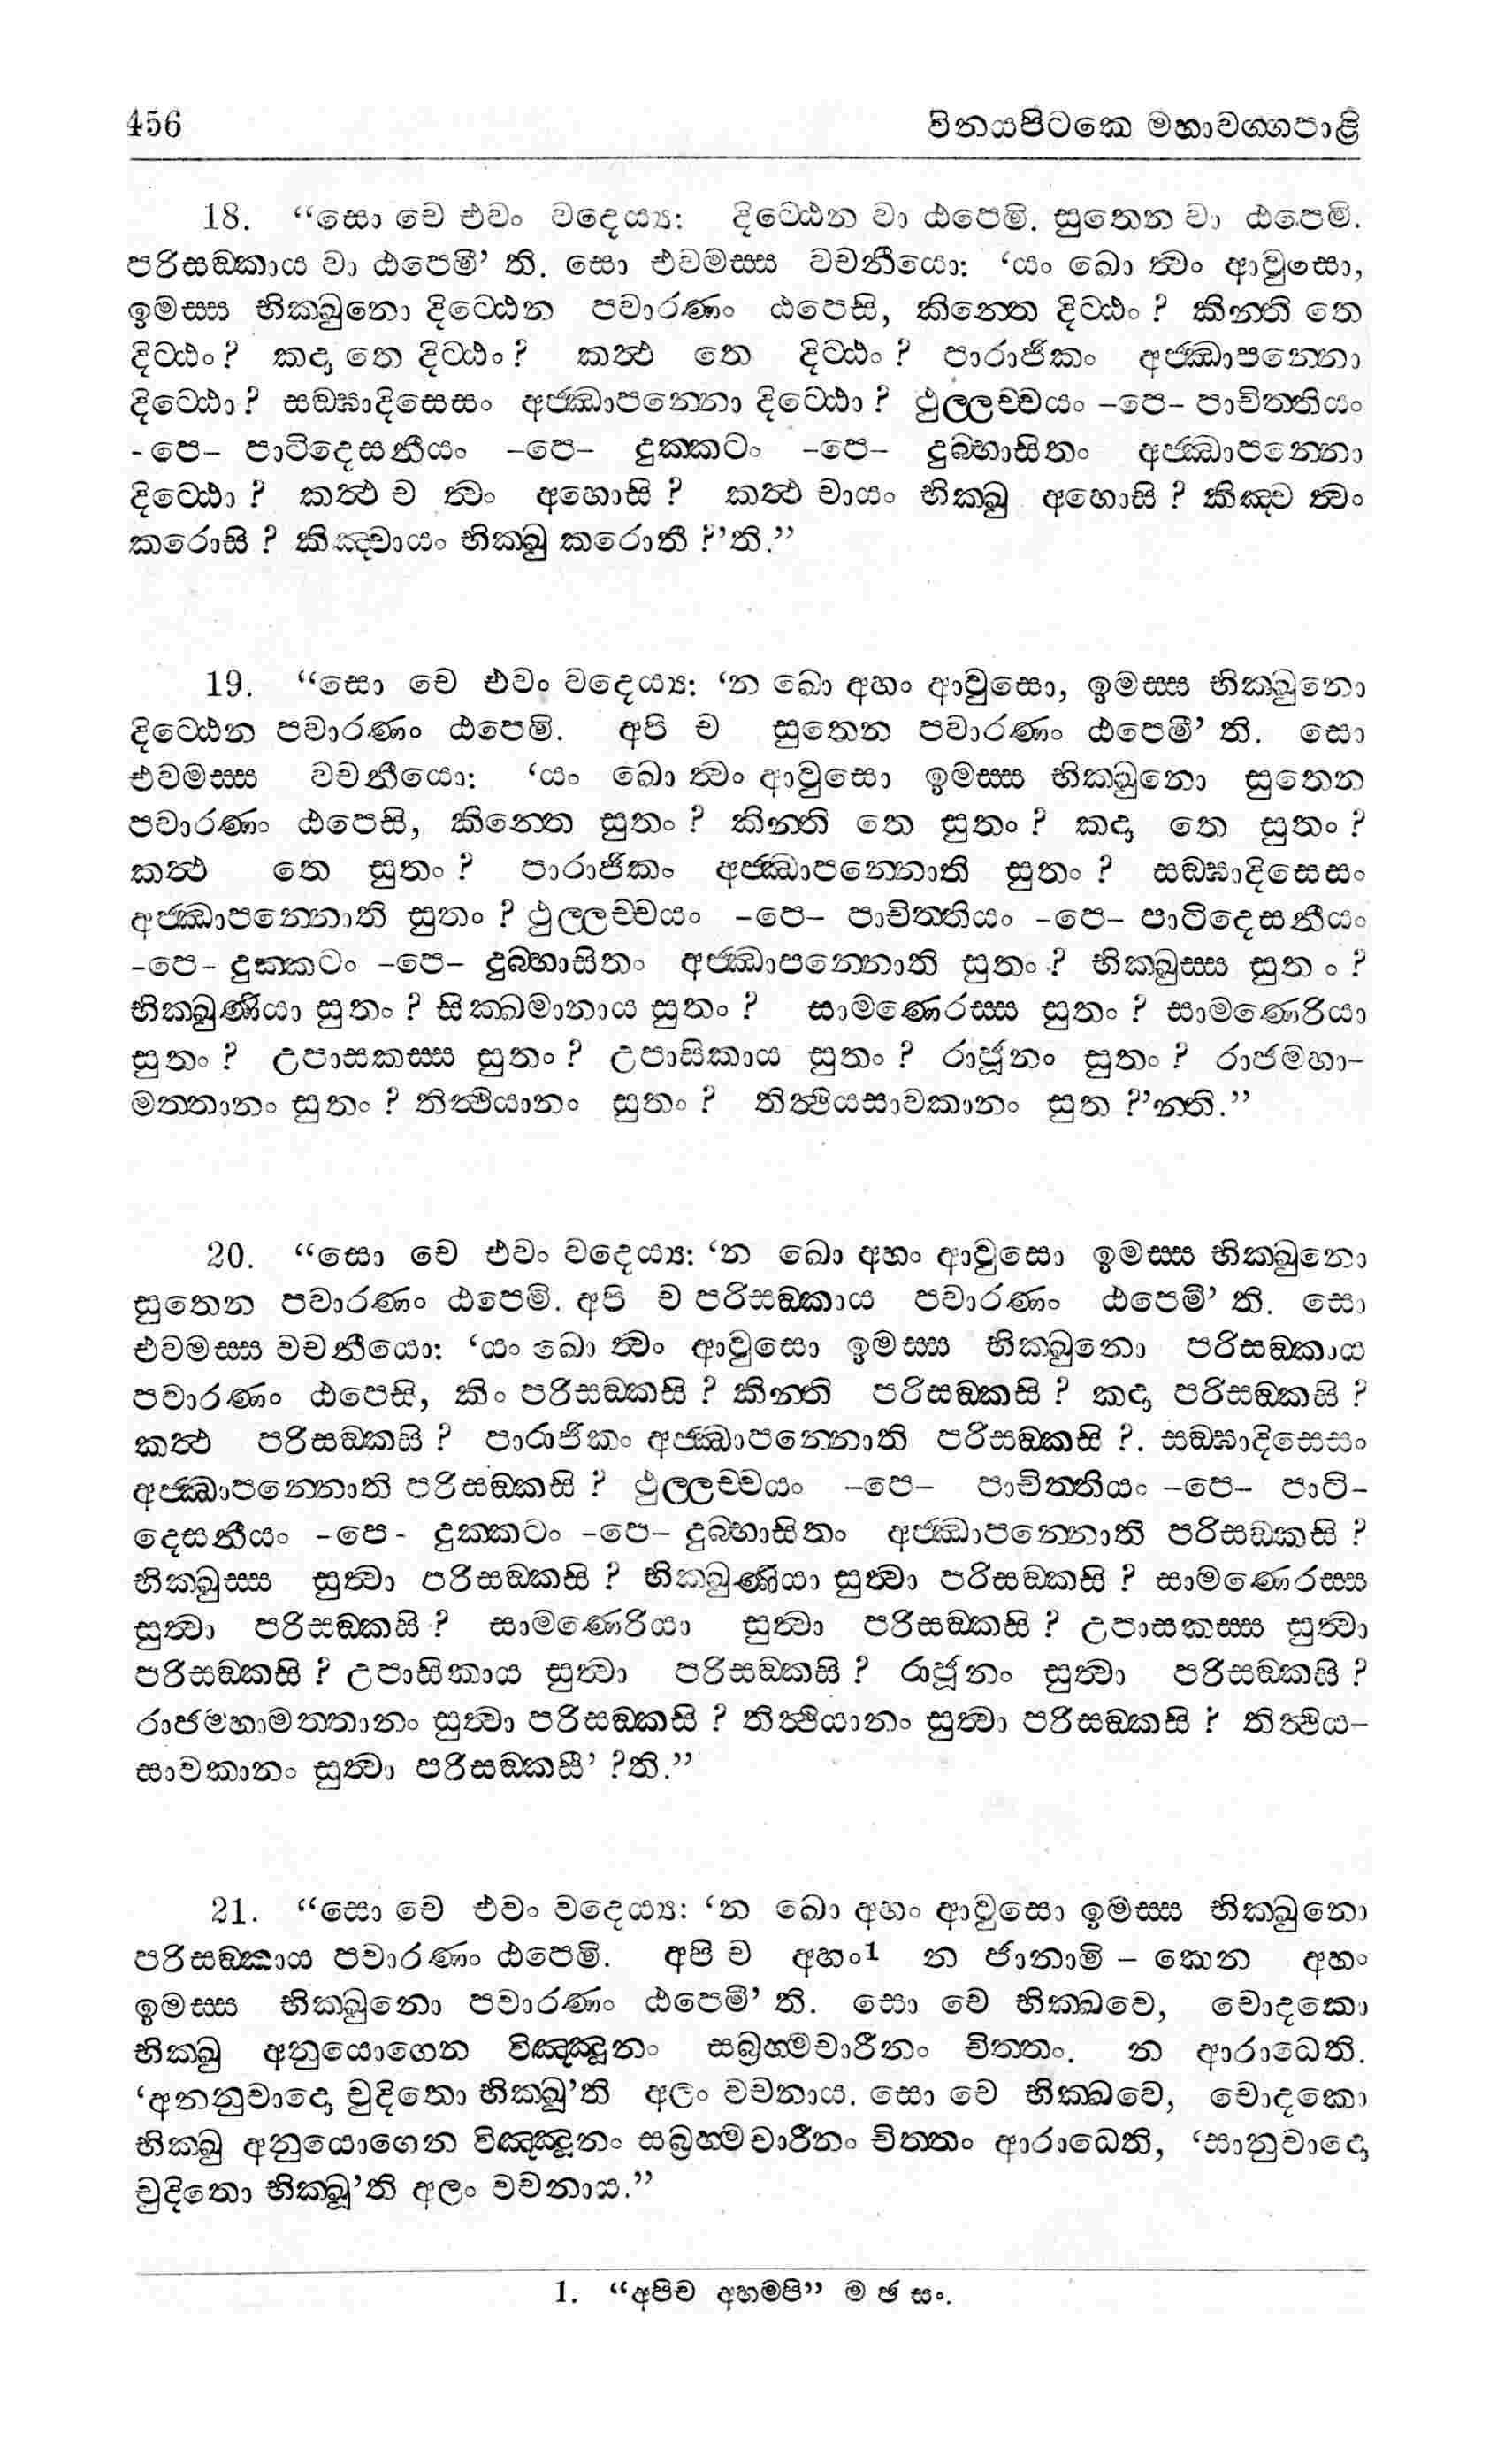 456 විනයපිටකෙ මහාවග්ගපාළි
18. “සො චෙ එවං වදෙය්‍ය: දිට්ඨෙන වා ඨපෙමි. සුතෙන වා ඨපෙමි.
පරිසඞ්කාය වා ඨපෙමී’ ති. සො එවමස්ස වචනීයො: ‘යං ඛො ත්‍වං ආවුසො,
ඉමස්ස භික්ඛුනො දිට්ඨෙන පවාරණං ඨපෙසි, කින්තෙ දිට්ඨං? කින්ති තෙ
දිට්ඨං? කදා තෙ දිට්ඨං? කත්‍ථ තෙ දිට්ඨං? පාරාජිකං අජ්ඣාපන්නො
දිට්ඨො? සඞ්ඝාදිසෙසං අජ්ඣාපන්නො දිට්ඨො? ථුල්ලච්චයං –පෙ– පාචිත්තියං
-පෙ– පාටිදෙසනීයං –පෙ– දුක්කටං –පෙ– දුබ්භාසිතං අජ්ඣාපන්නො
දිට්ඨො? කත්‍ථ ච ත්‍වං අහොසි? කත්‍ථ චායං භික්ඛු අහොසි? කිඤ්ච ත්‍වං
කරොසි? කිඤ්චායං භික්ඛු කරොතී?’ති.”
19. “සො චෙ එවං වදෙය්‍ය: ‘න ඛො අහං ආවුසො, ඉමස්ස භික්ඛුනො
දිට්ඨෙන පවාරණං ඨපෙමි. අපි ච සුතෙන පවාරණං ඨපෙමී’ ති. සො
එවමස්ස වචනීයො: ‘යං ඛො ත්‍වං ආවුසො ඉමස්ස භික්ඛුනො සුතෙන
පවාරණං ඨපෙසි, කින්තෙ සුතං? කින්ති තෙ සුතං? කදා තෙ සුතං?
කත්‍ථ තෙ සුතං? පාරාජිකං අජ්ඣාපන්නොති සුතං? සඞ්ඝාදිසෙසං
අජ්ඣාපන්නොති සුතං? ථුල්ලච්චයං –පෙ– පාචිත්තියං –පෙ– පාටිදෙසනීයං
–පෙ- දුක්කටං –පෙ– දුබ්භාසිතං අජ්ඣාපන්නොති සුතං? භික්ඛුස්ස සුතං?
භික්ඛුණියා සුතං? සික්ඛමානාය සුතං? සාමණෙරස්ස සුතං? සාමණෙරියා
සුතං? උපාසකස්ස සුතං? උපාසිකාය සුතං? රාජූනං සුතං? රාජමහා–
මත්තානං සුතං? තිත්‍ථියානං සුතං? තිත්‍ථියසාවකානං සුත?’න්ති.”
20. “සො චෙ එවං වදෙය්‍ය: ‘න ඛො අහං ආවුසො ඉමස්ස භික්ඛුනො
සුතෙන පවාරණං ඨපෙමි. අපි ච පරිසඞ්කාය පවාරණං ඨපෙමී’ ති. සො
එවමස්ස වචනීයො: ‘යං ඛො ත්‍වං ආවුසො ඉමස්ස භික්ඛුනො පරිසඞ්කාය
පවාරණං ඨපෙසි, කිං පරිසඞ්කසි? කින්ති පරිසඞ්කසි? කදා පරිසඞ්කසි?
කත්‍ථ පරිසඞ්කසි? පාරාජිකං අජ්ඣාපන්නොති පරිසඞ්කසි?. සඞ්ඝාදිසෙසං
අජ්ඣාපන්නොති පරිසඞ්කසි? ථුල්ලච්චයං –පෙ– පාචිත්තියං –පෙ– පාටි–
දෙසනීයං –පෙ- දුක්කටං –පෙ– දුබ්භාසිතං අජ්ඣාපන්නොති පරිසඞ්කසි?
භික්ඛුස්ස සුත්‍වා පරිසඞ්කසි? භික්ඛුණියා සුත්‍වා පරිසඞ්කසි? සාමණෙරස්ස
සුත්‍වා පරිසඞ්කසි? සාමණෙරියා සුත්‍වා පරිසඞ්කසි? උපාසකස්ස සුත්‍වා
පරිසඞ්කසි? උපාසිකාය සුත්‍වා පරිසඞ්කසි? රාජූනං සුත්‍වා පරිසඞ්කසි?
රාජමහාමත්තානං සුත්‍වා පරිසඞ්කසි? තිත්‍ථියානං සුත්‍වා පරිසඞ්කසි? තිත්‍ථිය–
සාවකානං සුත්‍වා පරිසඞ්කසී’ ?ති.”
21. “සො චෙ එවං වදෙය්‍ය: ‘න ඛො අහං ආවුසො ඉමස්ස භික්ඛුනො
පරිසඞ්කාය පවාරණං ඨපෙමි. අපි ච අහං1 න ජානාමි – කෙන අහං
ඉමස්ස භික්ඛුනො පවාරණං ඨපෙමී’ ති. සො චෙ භික්ඛවෙ, චොදකො
භික්ඛු අනුයොගෙන විඤ්ඤූනං සබ්‍රහ්මචාරීනං චිත්තං. න ආරාධෙති.
‘අනනුවාදො චුදිතො භික්ඛූ’ති අලං වචනාය. සො චෙ භික්ඛවෙ, චොදකො
භික්ඛු අනුයොගෙන විඤ්ඤූනං සබ්‍රහ්මචාරීනං චිත්තං ආරාධෙති, ‘සානුවාදො
චුදිතො භික්ඛූ’ති අලං වචනාය.”
1. “අපිච අහමපි” ම ඡ සං.